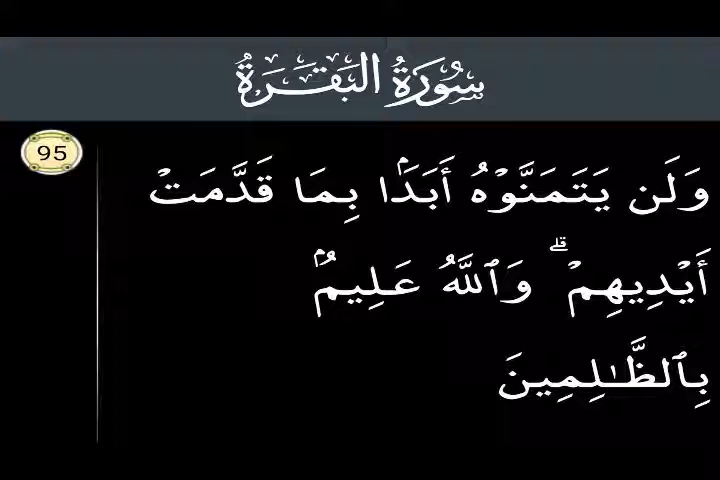 سُورَةُ البَقَرَةِ
95
وَلَن يَتَمَنَّوْهُ أَبَدَۢا بِمَا قَدَّمَتْ
أَيْدِيهِمْ ۗ وَٱللَّهُ عَلِيمُۢ
بِٱلظَّـٰلِمِينَ